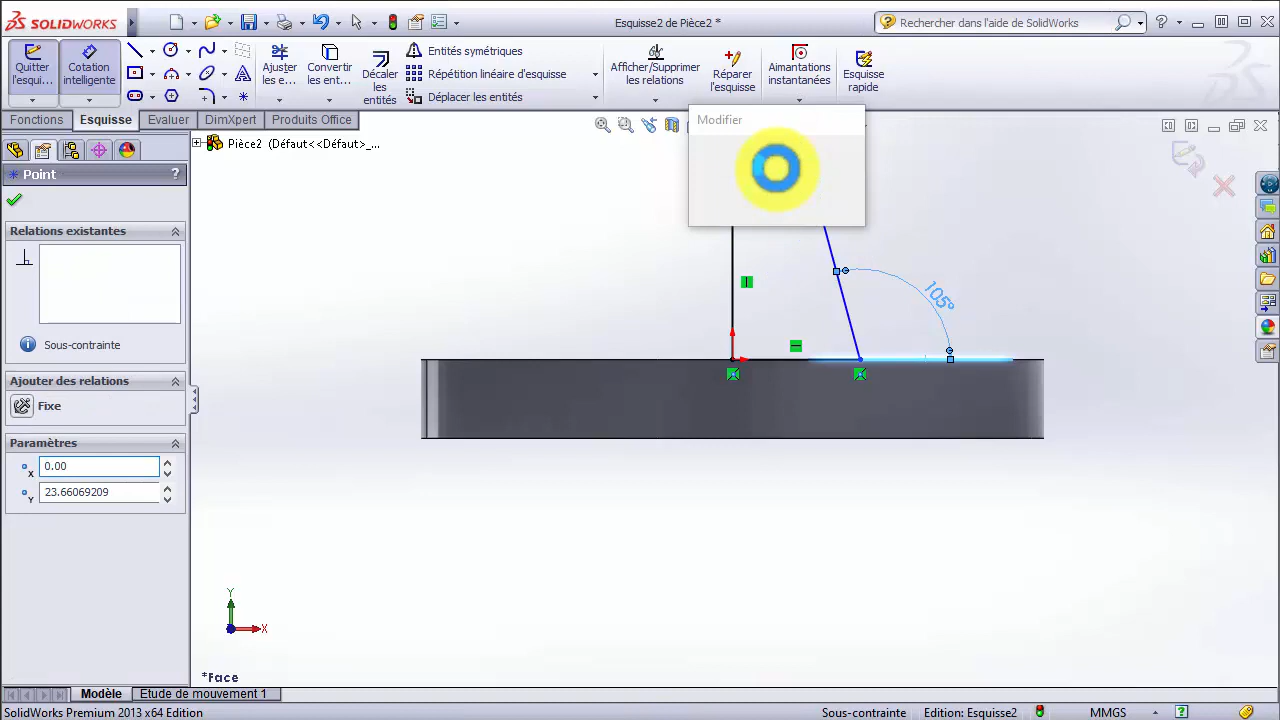 SOLIDWORKS
Esquisse2 de Pièce2 *
Rechercher dans l'aide de SolidWorks
Quitter l'esqui...
Cotation intelligente
Ajuster les e...
Convertir les ent...
Décaler les entités
Entités symétriques
Répétition linéaire d'esquisse
Déplacer les entités
Afficher/Supprimer les relations
Réparer l'esquisse
Aimantations instantanées
Esquisse rapide
Fonctions
Esquisse
Evaluer
DimXpert
Produits Office
Modifier
Pièce2 (Défaut<<Défaut>_...
Point
?
Relations existantes
Sous-contrainte
Ajouter des relations
Fixe
Paramètres
X
0.00
Y
23.66069209
105°
Y
X
*Face
Modèle
Etude de mouvement 1
SolidWorks Premium 2013 x64 Edition
Sous-contrainte
Edition: Esquisse2
MMGS